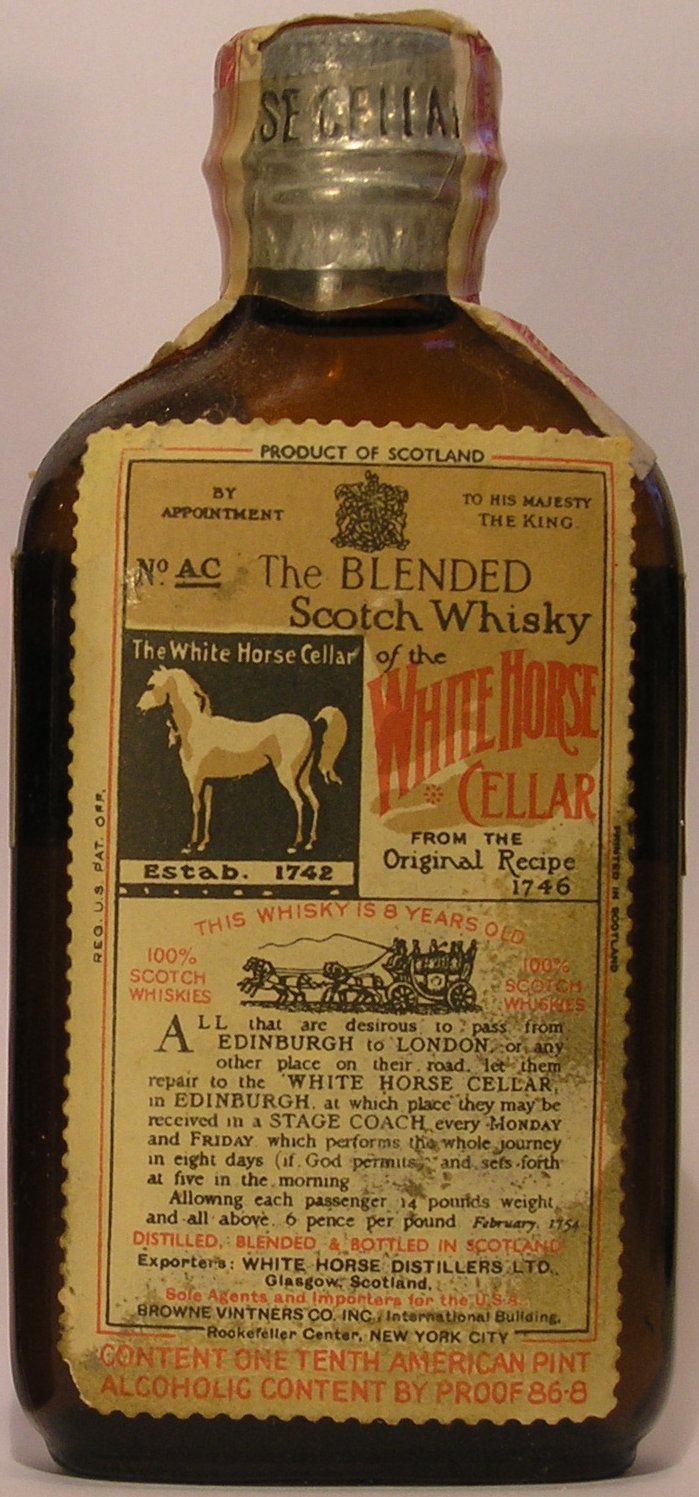 SE CELLA
PRODUCT OF SCOTLAND
BY
APPOINTMENT
TO HIS MAJESTY
THE KING
No. AC The BLENDED
Scotch Whisky
The White Horse Cellar
of the
WHITE HORSE
CELLAR
FROM THE
Original Recipe
1746
Estab. 1742
REG. U.S. PAT. OFF.
PRINTED IN SCOTLAND
THIS WHISKY IS 8 YEARS OLD
100%
SCOTCH
WHISKIES
100%
SCOTCH
WHISKIES
ALL that are desirous to pass from
EDINBURGH to LONDON, or any
other place on their road, let them
repair to the WHITE HORSE CELLAR,
in EDINBURGH, at which place they may be
received in a STAGE COACH every MONDAY
and FRIDAY which performs the whole journey
in eight days (if God permits) and sets forth
at five in the morning
Allowing each passenger 14 pounds weight
and all above, 6 pence per pound February, 1754
DISTILLED, BLENDED & BOTTLED IN SCOTLAND
Exporters: WHITE HORSE DISTILLERS LTD.,
Glasgow, Scotland,
Sole Agents and Importers for the U.S.A.
BROWNE VINTNERS CO. INC., International Building,
Rockefeller Center, NEW YORK CITY
CONTENT ONE TENTH AMERICAN PINT
ALCOHOLIC CONTENT BY PROOF 86·8